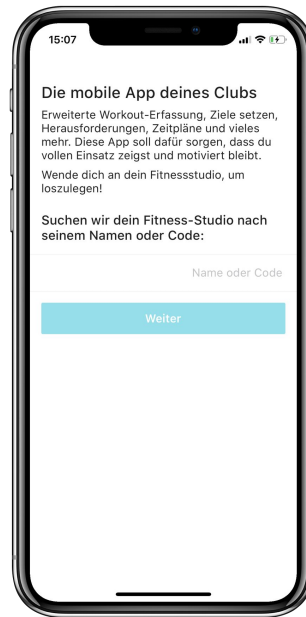 15:07
Die mobile App deines Clubs
Erweiterte Workout-Erfassung, Ziele setzen,
Herausforderungen, Zeitpläne und vieles
mehr. Diese App soll dafür sorgen, dass du
vollen Einsatz zeigst und motiviert bleibt.
Wende dich an dein Fitnessstudio, um
loszulegen!
Suchen wir dein Fitness-Studio nach
seinem Namen oder Code:
Name oder Code
Weiter